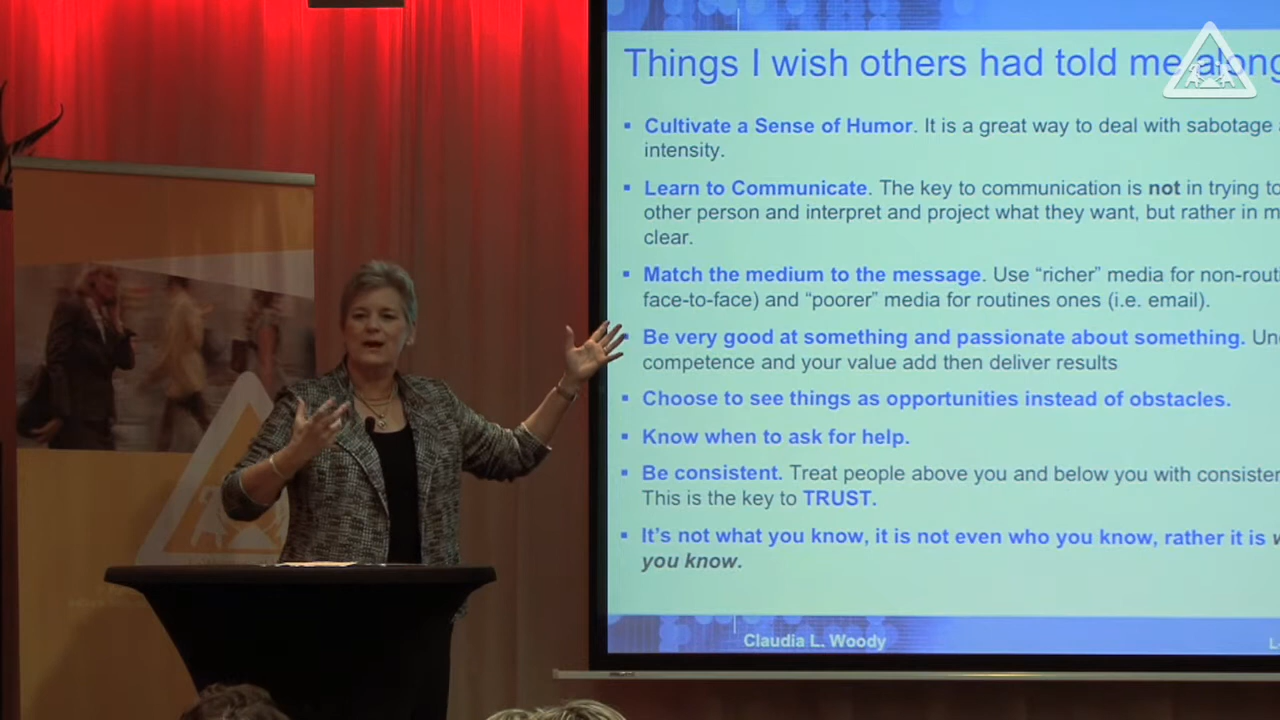 Things I wish others had told me along
▪ Cultivate a Sense of Humor. It is a great way to deal with sabotage
intensity.
▪ Learn to Communicate. The key to communication is not in trying to
other person and interpret and project what they want, but rather in m
clear.
▪ Match the medium to the message. Use “richer” media for non-routi
face-to-face) and “poorer” media for routines ones (i.e. email).
▪ Be very good at something and passionate about something. Un
competence and your value add then deliver results
▪ Choose to see things as opportunities instead of obstacles.
▪ Know when to ask for help.
▪ Be consistent. Treat people above you and below you with consisten
This is the key to TRUST.
▪ It’s not what you know, it is not even who you know, rather it is w
you know.
Claudia L. Woody